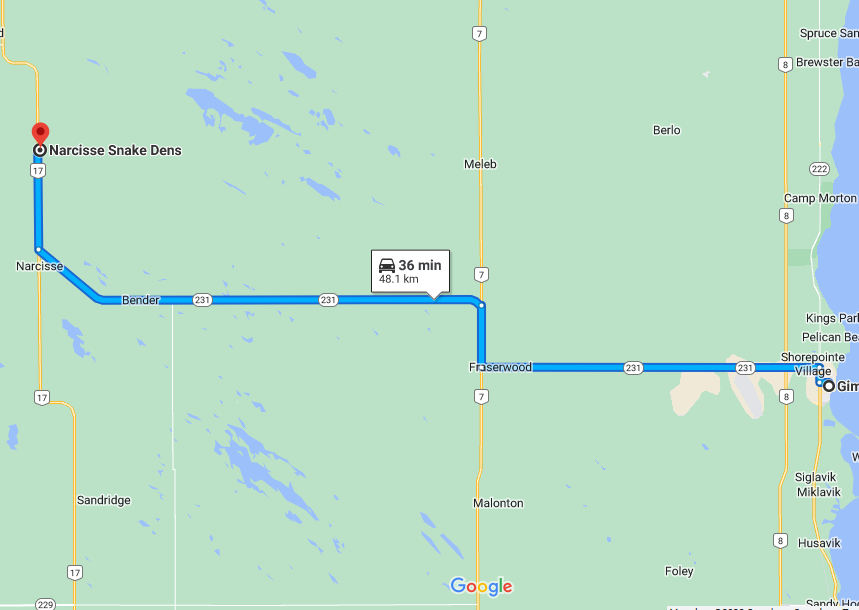 7
Spruce San
8
Brewster Ba
Berlo
Narcisse Snake Dens
Meleb
17
222
Camp Morton
8
36 min
48.1 km
Narcisse
7
Bender
231
231
Kings Parl
Pelican Bea
Shorepointe
Village
Fraserwood
231
231
Gim
17
7
8
Siglavik
Miklavik
Sandridge
Malonton
8
Husavik
17
Foley
Google
229
Sandy Ho